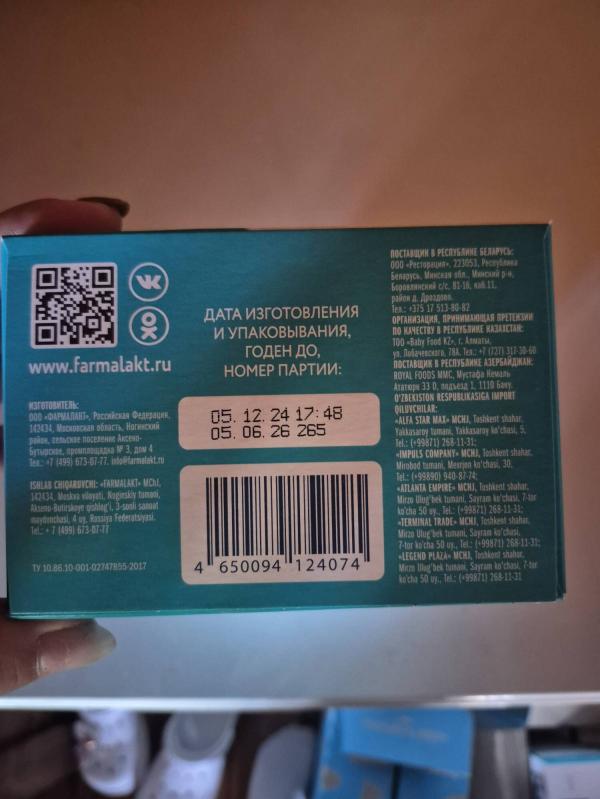 www.farmalakt.ru
ИЗГОТОВИТЕЛЬ:
ООО «ФАРМАЛАКТ», Российская Федерация,
142434, Московская область, Ногинский
район, сельское поселение Аксено-
Бутырское, промплощадка № 3, дом 4
Тел.: +7 (499) 673-07-77. info@farmalakt.ru
ISHLAB CHIQARUVCHI: «FARMALAKT» MChJ,
142434, Moskva viloyati, Noginskiy tumani,
Akseno-Butirskoye qishlog'i, 3-sonli sanoat
maydonchasi, 4 uy, Rossiya Federatsiyasi.
Tel.: + 7 (499) 673-07-77
ТУ 10.86.10-001-02747855-2017
ДАТА ИЗГОТОВЛЕНИЯ
И УПАКОВЫВАНИЯ,
ГОДЕН ДО,
НОМЕР ПАРТИИ:
05. 12. 24 17:48
05. 06. 26 265
4 650094 124074
ПОСТАВЩИК В РЕСПУБЛИКЕ БЕЛАРУСЬ:
ООО «Ресторация», 223053, Республика
Беларусь, Минская обл., Минский р-н,
Боровлянский с/с, 81-16, каб.11,
район д. Дроздово.
Тел.: +375 17 513-80-82
ОРГАНИЗАЦИЯ, ПРИНИМАЮЩАЯ ПРЕТЕНЗИИ
ПО КАЧЕСТВУ В РЕСПУБЛИКЕ КАЗАХСТАН:
ТОО «Baby Food KZ», г. Алматы,
ул. Лобачевского, 78А. Тел.: +7 (727) 317-30-60
ПОСТАВЩИК В РЕСПУБЛИКЕ АЗЕРБАЙДЖАН:
ROYAL FOODS ММС, Мустафа Кемаль
Ататюрк 33 D, подъезд 1, 1110 Баку.
O'ZBEKISTON RESPUBLIKASIGA IMPORT
QILUVCHILAR:
«ALFA STAR MAX» MCHJ, Toshkent shahar,
Yakkasaroy tumani, Yakkasaroy ko'chasi, 5,
Tel.: (+99871) 268-11-31;
«IMPULS COMPANY» MCHJ, Toshkent shahar,
Mirobod tumani, Mexrjon ko'chasi, 30,
Tel.: (+99890) 940-87-74;
«ATLANTA EMPIRE» MCHJ, Toshkent shahar,
Mirzo Ulug'bek tumani, Sayram ko'chasi, 7-tor
ko'cha 50 uy., Tel.: (+99871) 268-11-31;
«TERMINAL TRADE» MCHJ, Toshkent shahar,
Mirzo Ulug'bek tumani, Sayram ko'chasi,
7-tor ko'cha 50 uy., Tel.: (+99871) 268-11-31;
«LEGEND PLAZA» MCHJ, Toshkent shahar,
Mirzo Ulug'bek tumani, Sayram ko'chasi, 7-tor
ko'cha 50 uy., Tel.: (+99871) 268-11-31